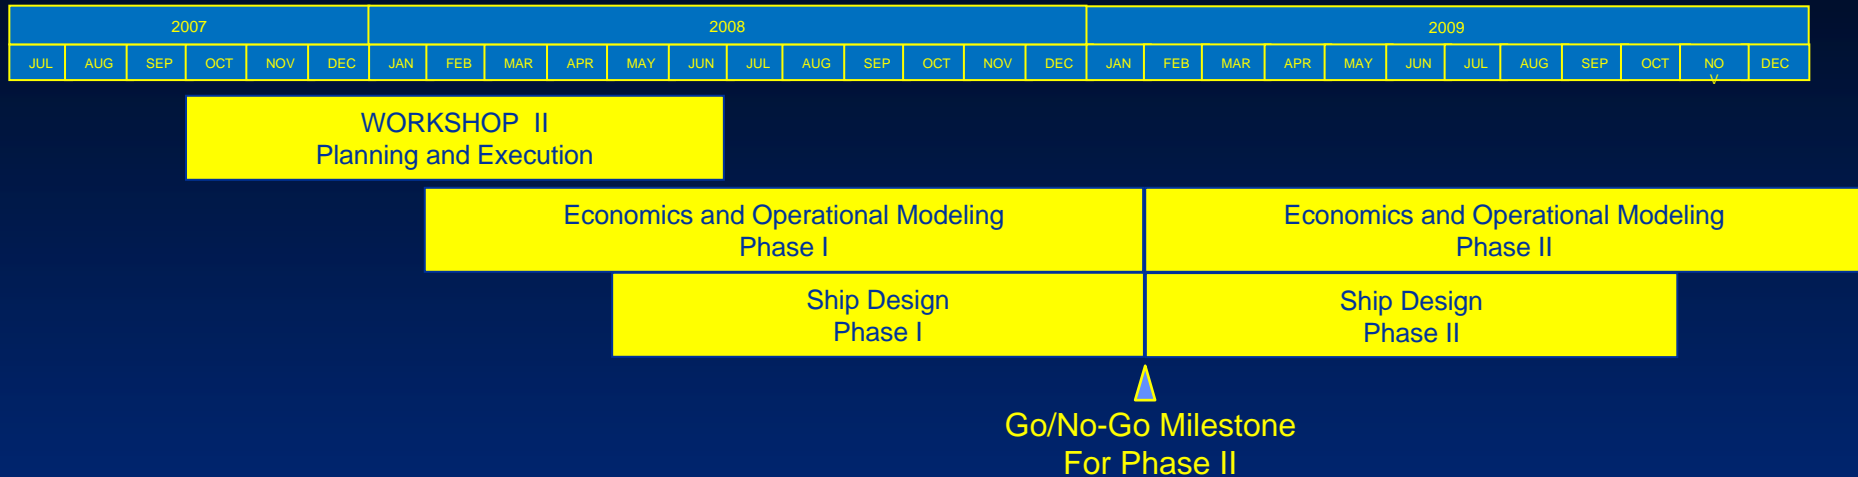 2007 2008 2009
JUL AUG SEP OCT NOV DEC JAN FEB MAR APR MAY JUN JUL AUG SEP OCT NOV DEC JAN FEB MAR APR MAY JUN JUL AUG SEP OCT NO DEC
V
WORKSHOP II
Planning and Execution
Economics and Operational Modeling
Phase I
Economics and Operational Modeling
Phase II
Ship Design
Phase I
Ship Design
Phase II
Go/No-Go Milestone
For Phase II